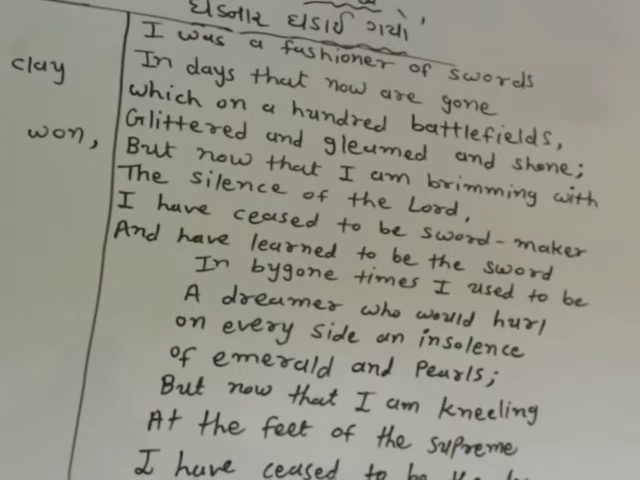 ઘડનાર ઘડાઈ ગયો
clay
won,
I was a fashioner of swords
In days that now are gone
which on a hundred battlefields,
Glittered and gleamed and shone;
But now that I am brimming with
The silence of the Lord,
I have ceased to be sword-maker
And have learned to be the sword
In bygone times I used to be
A dreamer who would hurl
on every side an insolence
of emerald and pearls;
But now that I am kneeling
At the feet of the supreme
I have ceased to be the